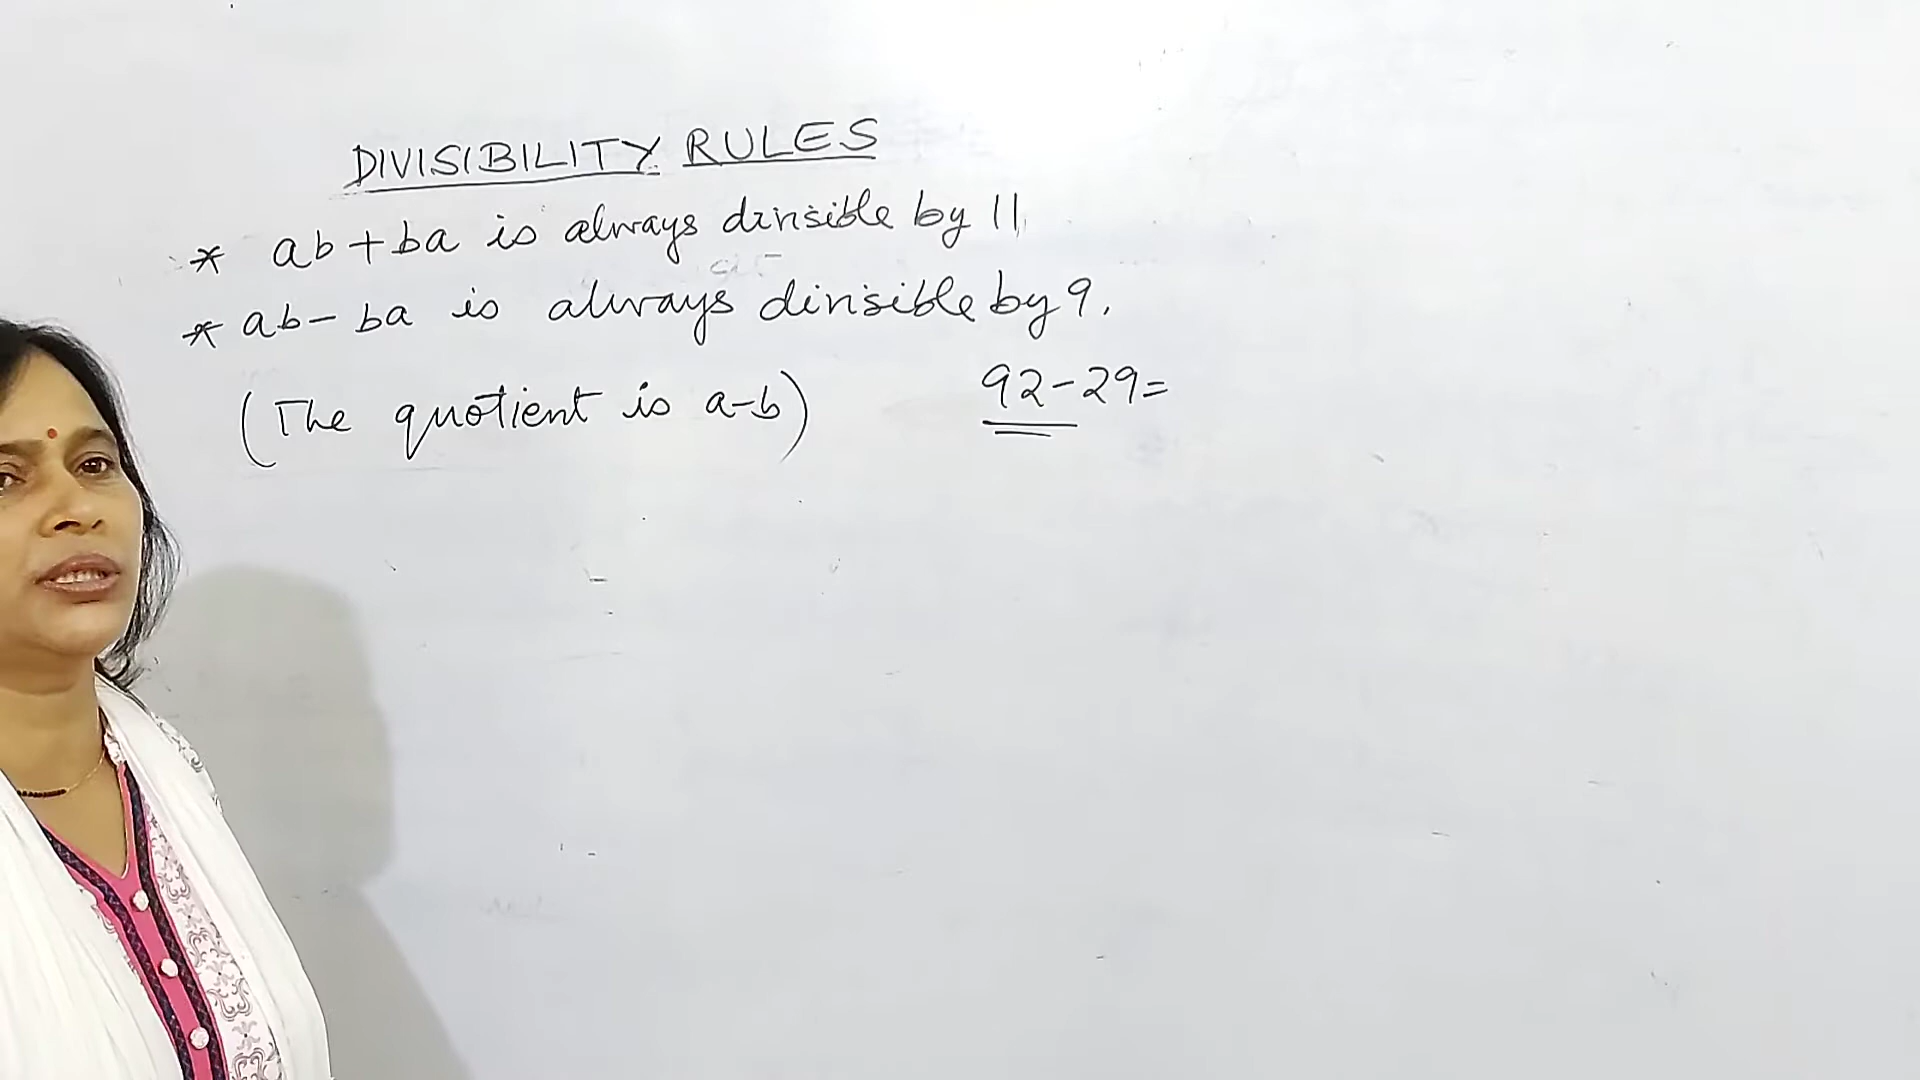 DIVISIBILITY RULES
* ab+ba is always divisible by 11
* ab-ba is always divisible by 9.
(The quotient is a-b)
92-29=